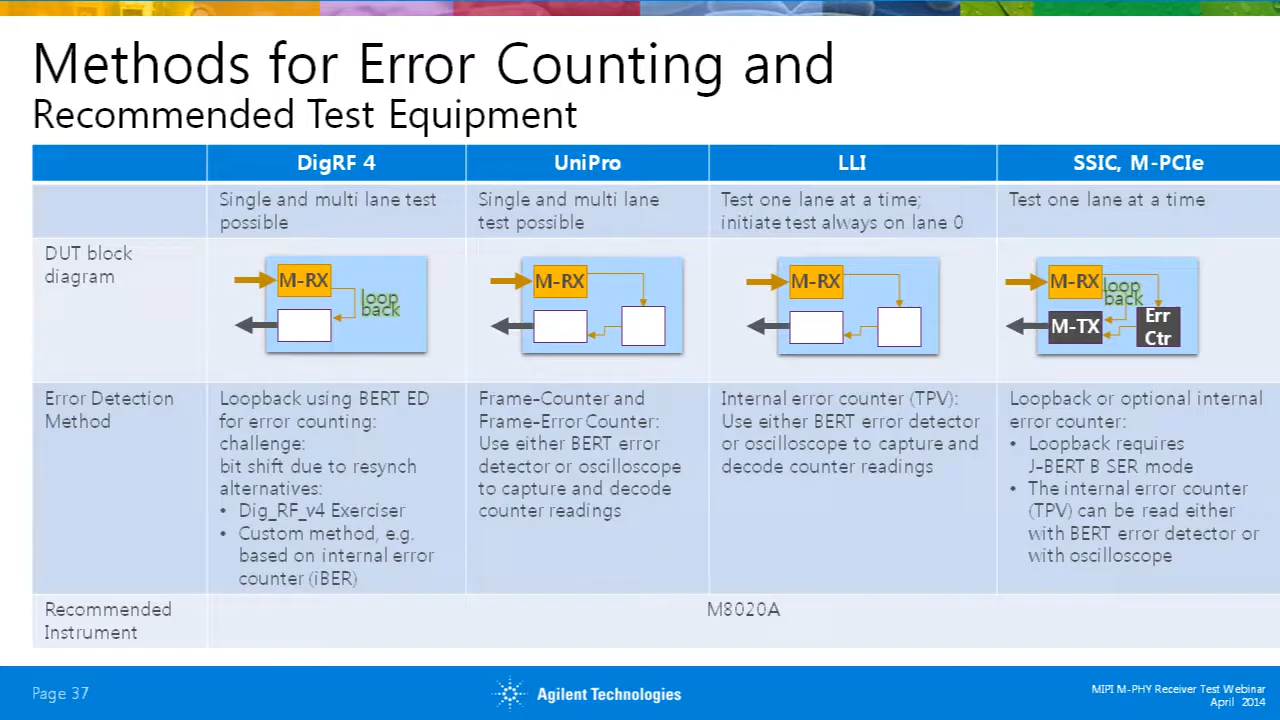 Methods for Error Counting and
Recommended Test Equipment
DigRF 4
UniPro
LLI
SSIC, M-PCIe
Single and multi lane test
possible
Single and multi lane
test possible
Test one lane at a time;
initiate test always on lane 0
Test one lane at a time
DUT block
diagram
M-RX
loop
back
M-RX
M-RX
M-RX
loop
back
M-TX
Err
Ctr
Error Detection
Method
Loopback using BERT ED
for error counting:
challenge:
bit shift due to resynch
alternatives:
• Dig_RF_v4 Exerciser
• Custom method, e.g.
based on internal error
counter (iBER)
Frame-Counter and
Frame-Error Counter:
Use either BERT error
detector or oscilloscope
to capture and decode
counter readings
Internal error counter (TPV):
Use either BERT error detector
or oscilloscope to capture and
decode counter readings
Loopback or optional internal
error counter:
• Loopback requires
J-BERT B SER mode
• The internal error counter
(TPV) can be read either
with BERT error detector or
with oscilloscope
Recommended
Instrument
M8020A
Page 37
Agilent Technologies
MIPI M-PHY Receiver Test Webinar
April 2014